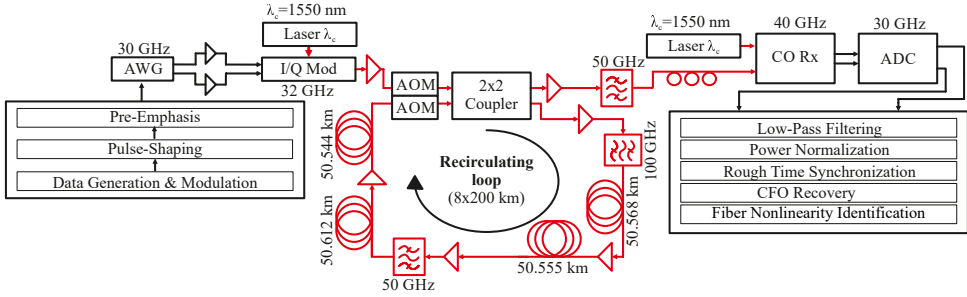 λc=1550 nm
Laser λc
30 GHz
AWG
I/Q Mod
32 GHz
Pre-Emphasis
Pulse-Shaping
Data Generation & Modulation
AOM
AOM
2x2
Coupler
50 GHz
λc=1550 nm
Laser λc
40 GHz
CO Rx
30 GHz
ADC
100 GHz
50.544 km
50.612 km
Recirculating
loop
(8x200 km)
50.568 km
50.555 km
50 GHz
Low-Pass Filtering
Power Normalization
Rough Time Synchronization
CFO Recovery
Fiber Nonlinearity Identification